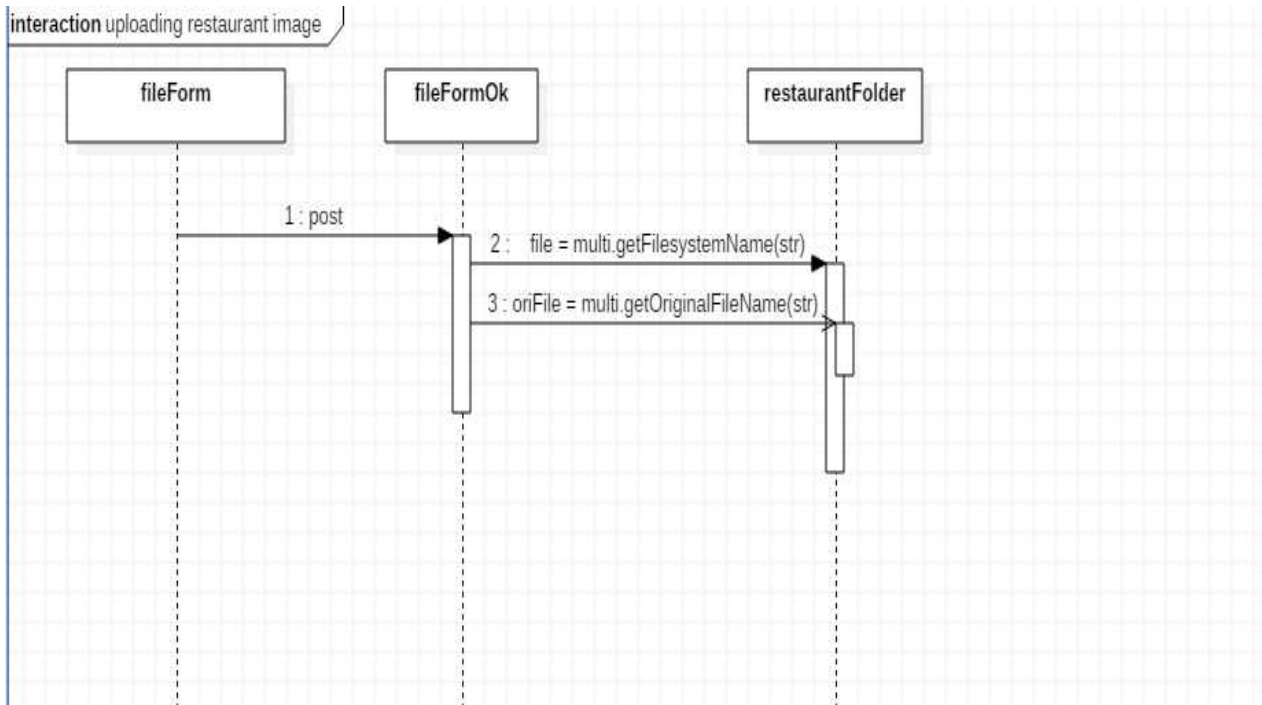 interaction uploading restaurant image
fileForm
fileFormOk
restaurantFolder
1 : post
2 : file = multi.getFilesystemName(str)
3 : oriFile = multi.getOriginalFileName(str)